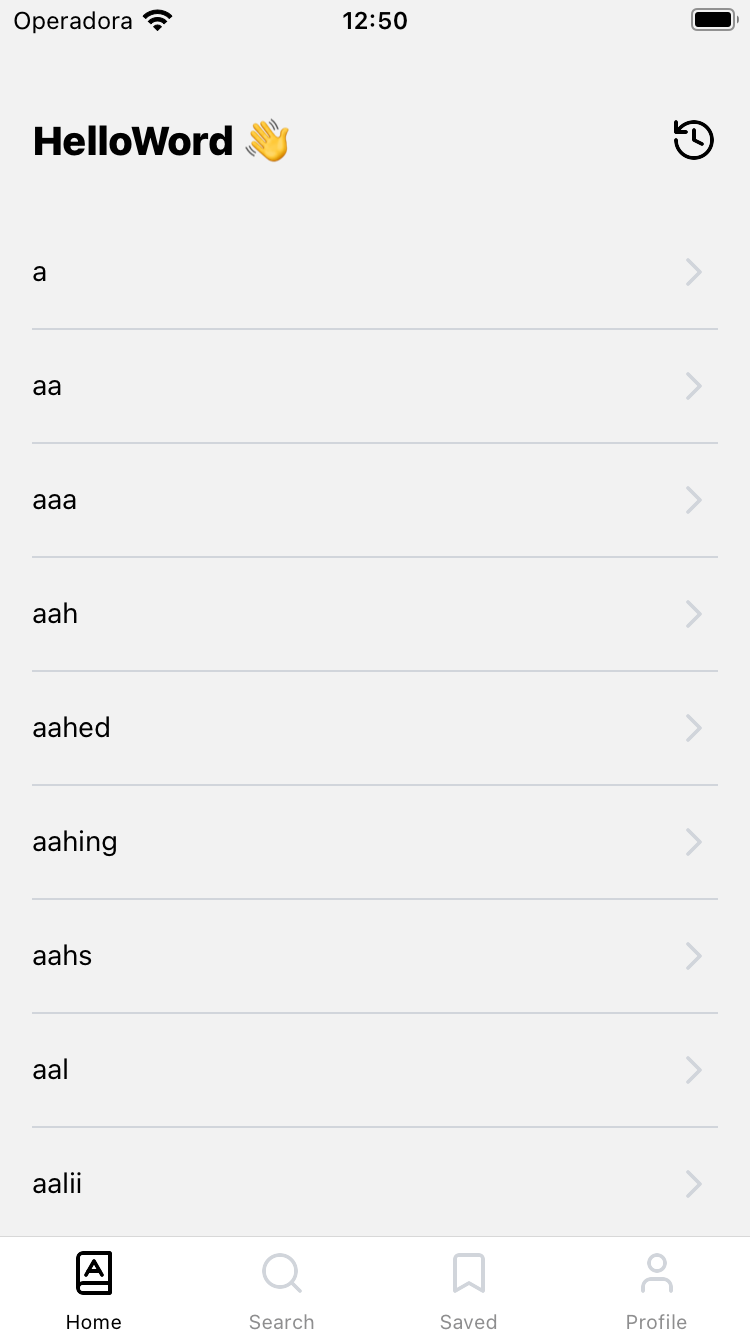 Operadora 12:50
HelloWord 👋
a
aa
aaa
aah
aahed
aahing
aahs
aal
aalii
Home Search Saved Profile